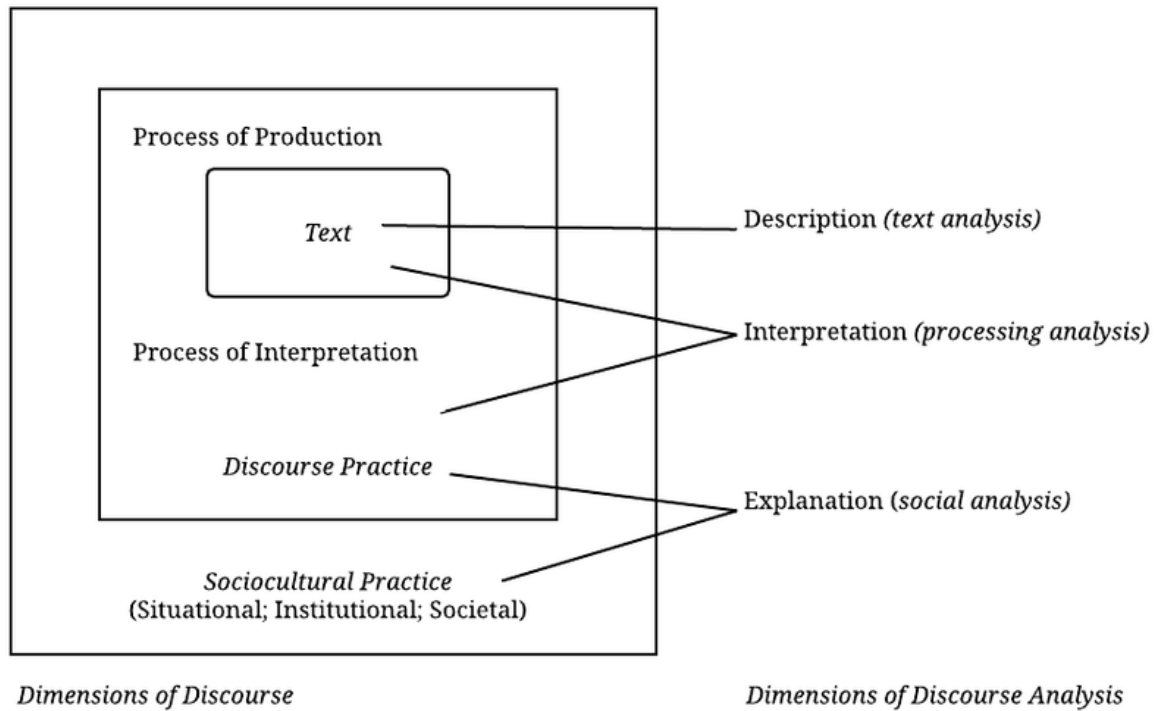 Process of Production
Text
Description (text analysis)
Interpretation (processing analysis)
Process of Interpretation
Discourse Practice
Explanation (social analysis)
Sociocultural Practice
(Situational; Institutional; Societal)
Dimensions of Discourse
Dimensions of Discourse Analysis